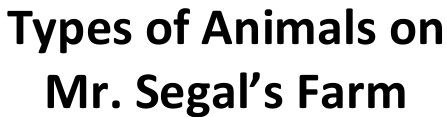 Types of Animals on
Mr. Segal’s Farm